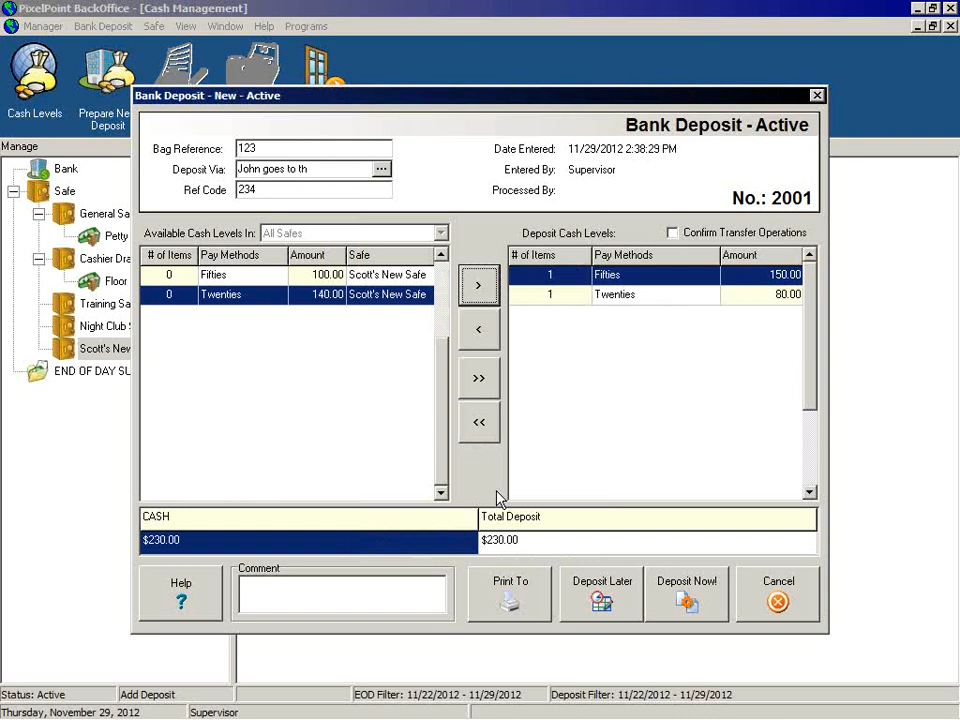 PixelPoint BackOffice - [Cash Management]
Manager Bank Deposit Safe View Window Help Programs
Cash Levels
Prepare Ne
Deposit
Manage
Bank
Safe
General Sa
Petty
Cashier Dra
Floor
Training Sa
Night Club S
Scott's New
END OF DAY SU
Bank Deposit - New - Active
Bank Deposit - Active
Bag Reference: 123
Deposit Via: John goes to th ...
Ref Code 234
Date Entered: 11/29/2012 2:38:29 PM
Entered By: Supervisor
Processed By:
No.: 2001
Available Cash Levels In: All Safes
Deposit Cash Levels: Confirm Transfer Operations
# of Items Pay Methods Amount Safe
0 Fifties 100.00 Scott's New Safe
0 Twenties 140.00 Scott's New Safe
>
<
>>
<<
# of Items Pay Methods Amount
1 Fifties 150.00
1 Twenties 80.00
CASH Total Deposit
$230.00 $230.00
Help
?
Comment
Print To
Deposit Later
Deposit Now!
Cancel
Status: Active Add Deposit EOD Filter: 11/22/2012 - 11/29/2012 Deposit Filter: 11/22/2012 - 11/29/2012
Thursday, November 29, 2012 Supervisor